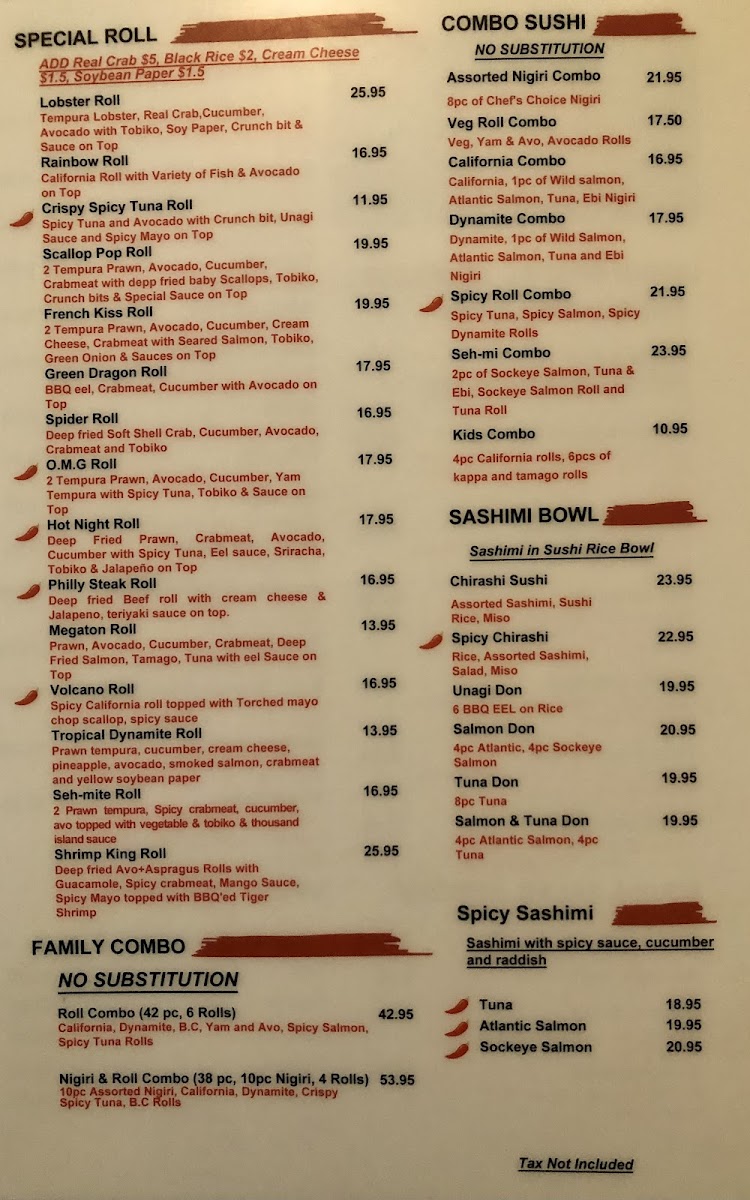 SPECIAL ROLL
ADD Real Crab $5, Black Rice $2, Cream Cheese
$1.5, Soybean Paper $1.5
Lobster Roll 25.95
Tempura Lobster, Real Crab,Cucumber,
Avocado with Tobiko, Soy Paper, Crunch bit &
Sauce on Top
Rainbow Roll 16.95
California Roll with Variety of Fish & Avocado
on Top
Crispy Spicy Tuna Roll 11.95
Spicy Tuna and Avocado with Crunch bit, Unagi
Sauce and Spicy Mayo on Top
Scallop Pop Roll 19.95
2 Tempura Prawn, Avocado, Cucumber,
Crabmeat with depp fried baby Scallops, Tobiko,
Crunch bits & Special Sauce on Top
French Kiss Roll 19.95
2 Tempura Prawn, Avocado, Cucumber, Cream
Cheese, Crabmeat with Seared Salmon, Tobiko,
Green Onion & Sauces on Top
Green Dragon Roll 17.95
BBQ eel, Crabmeat, Cucumber with Avocado on
Top
Spider Roll 16.95
Deep fried Soft Shell Crab, Cucumber, Avocado,
Crabmeat and Tobiko
O.M.G Roll 17.95
2 Tempura Prawn, Avocado, Cucumber, Yam
Tempura with Spicy Tuna, Tobiko & Sauce on
Top
Hot Night Roll 17.95
Deep Fried Prawn, Crabmeat, Avocado,
Cucumber with Spicy Tuna, Eel sauce, Sriracha,
Tobiko & Jalapeño on Top
Philly Steak Roll 16.95
Deep fried Beef roll with cream cheese &
Jalapeno, teriyaki sauce on top.
Megaton Roll 13.95
Prawn, Avocado, Cucumber, Crabmeat, Deep
Fried Salmon, Tamago, Tuna with eel Sauce on
Top
Volcano Roll 16.95
Spicy California roll topped with Torched mayo
chop scallop, spicy sauce
Tropical Dynamite Roll 13.95
Prawn tempura, cucumber, cream cheese,
pineapple, avocado, smoked salmon, crabmeat
and yellow soybean paper
Seh-mite Roll 16.95
2 Prawn tempura, Spicy crabmeat, cucumber,
avo topped with vegetable & tobiko & thousand
island sauce
Shrimp King Roll 25.95
Deep fried Avo+Aspragus Rolls with
Guacamole, Spicy crabmeat, Mango Sauce,
Spicy Mayo topped with BBQ'ed Tiger
Shrimp
FAMILY COMBO
NO SUBSTITUTION
Roll Combo (42 pc, 6 Rolls) 42.95
California, Dynamite, B.C, Yam and Avo, Spicy Salmon,
Spicy Tuna Rolls
Nigiri & Roll Combo (38 pc, 10pc Nigiri, 4 Rolls) 53.95
10pc Assorted Nigiri, California, Dynamite, Crispy
Spicy Tuna, B.C Rolls
COMBO SUSHI
NO SUBSTITUTION
Assorted Nigiri Combo 21.95
8pc of Chef's Choice Nigiri
Veg Roll Combo 17.50
Veg, Yam & Avo, Avocado Rolls
California Combo 16.95
California, 1pc of Wild salmon,
Atlantic Salmon, Tuna, Ebi Nigiri
Dynamite Combo 17.95
Dynamite, 1pc of Wild Salmon,
Atlantic Salmon, Tuna and Ebi
Nigiri
Spicy Roll Combo 21.95
Spicy Tuna, Spicy Salmon, Spicy
Dynamite Rolls
Seh-mi Combo 23.95
2pc of Sockeye Salmon, Tuna &
Ebi, Sockeye Salmon Roll and
Tuna Roll
Kids Combo 10.95
4pc California rolls, 6pcs of
kappa and tamago rolls
SASHIMI BOWL
Sashimi in Sushi Rice Bowl
Chirashi Sushi 23.95
Assorted Sashimi, Sushi
Rice, Miso
Spicy Chirashi 22.95
Rice, Assorted Sashimi,
Salad, Miso
Unagi Don 19.95
6 BBQ EEL on Rice
Salmon Don 20.95
4pc Atlantic, 4pc Sockeye
Salmon
Tuna Don 19.95
8pc Tuna
Salmon & Tuna Don 19.95
4pc Atlantic Salmon, 4pc
Tuna
Spicy Sashimi
Sashimi with spicy sauce, cucumber
and raddish
Tuna 18.95
Atlantic Salmon 19.95
Sockeye Salmon 20.95
Tax Not Included